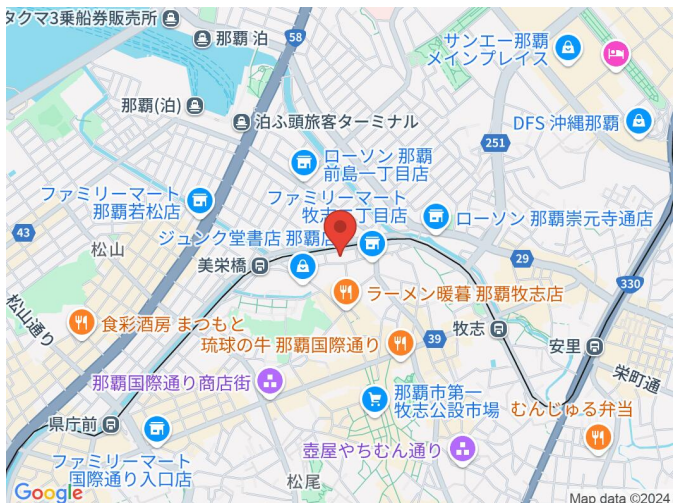 タクマ3乗船券販売所
那覇 泊
58
サンエー那覇
メインプレイス
那覇(泊)
泊ふ頭旅客ターミナル
251
DFS 沖縄那覇
ローソン 那覇
前島一丁目店
ファミリーマート
那覇若松店
ファミリーマート
牧志一丁目店
ローソン 那覇崇元寺通店
43
松山
ジュンク堂書店 那覇店
美栄橋
29
330
松山通り
食彩酒房 まつもと
ラーメン暖暮 那覇牧志店
琉球の牛 那覇国際通り
39
牧志
安里
栄町通
那覇国際通り商店街
那覇市第一
牧志公設市場
むんじゅる弁当
県庁前
ファミリーマート
国際通り入口店
壺屋やちむん通り
松尾
Google
Map data ©2024